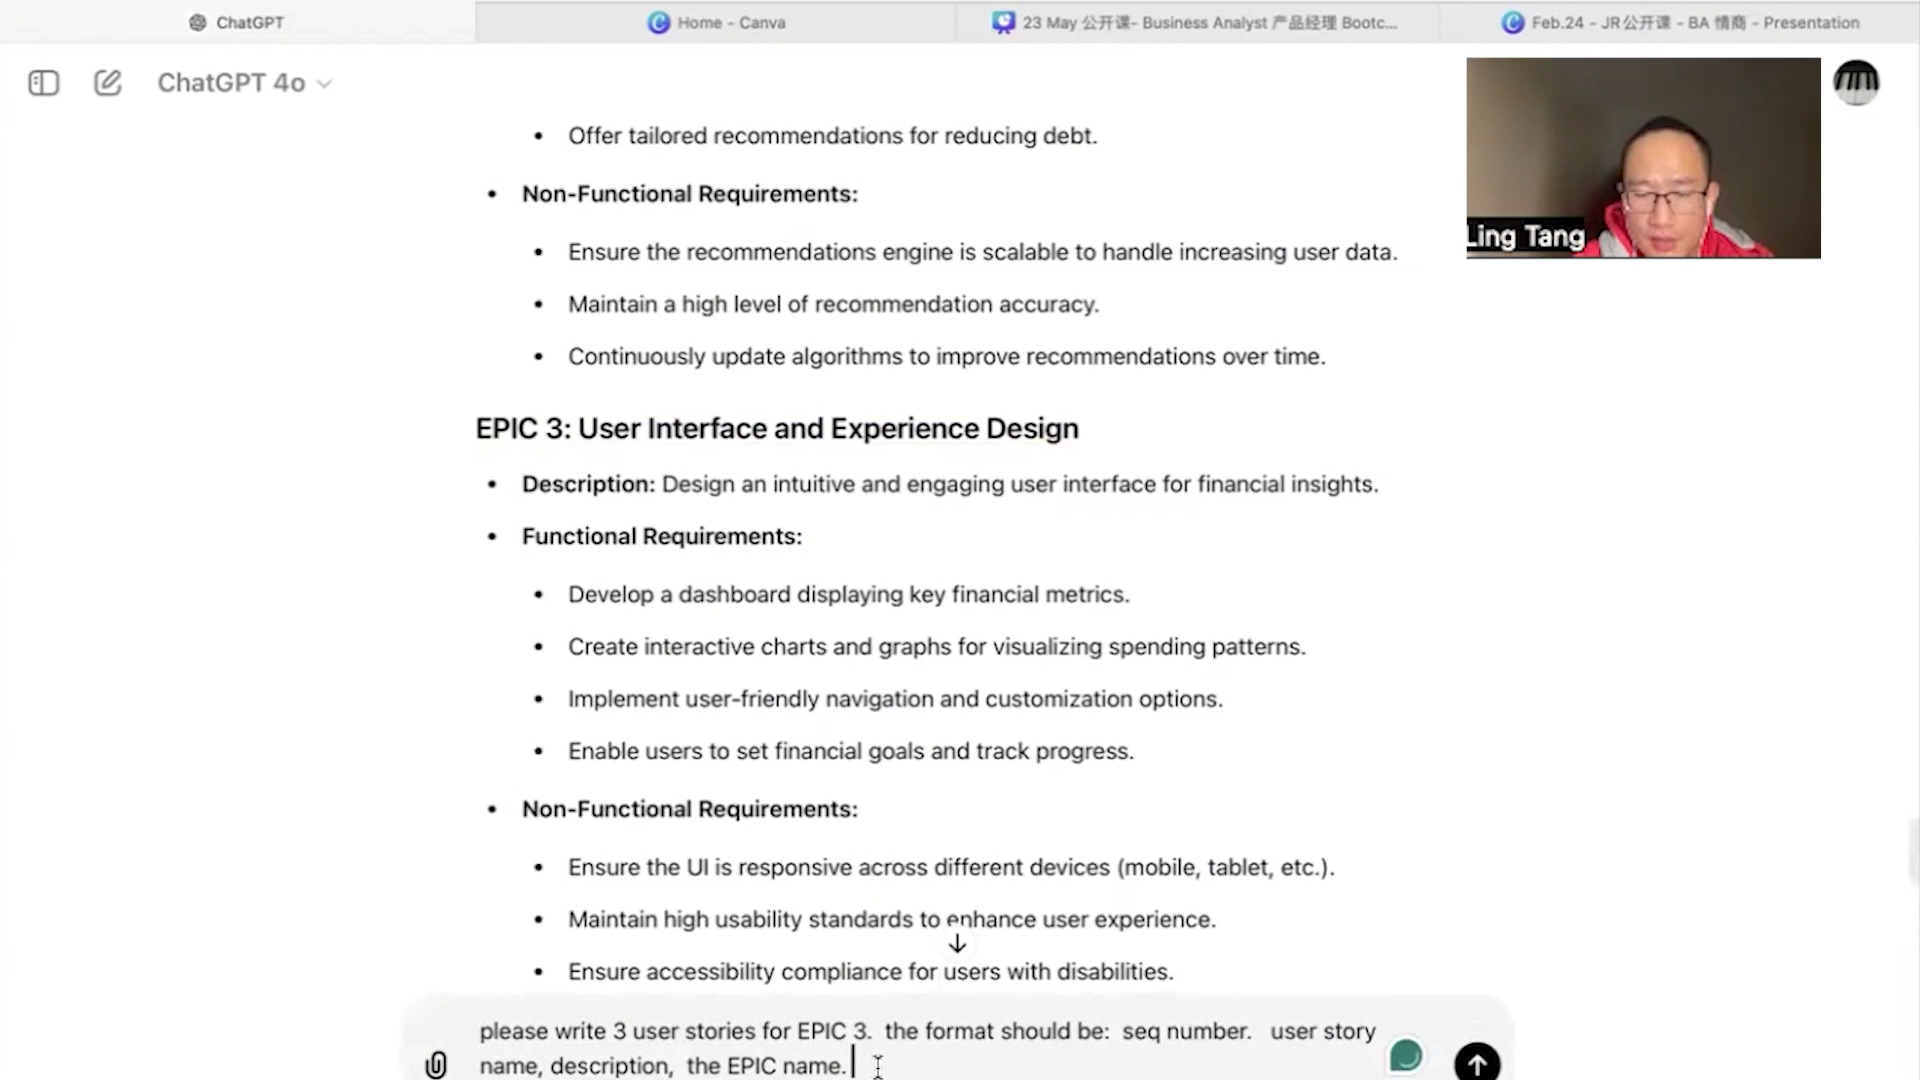 ChatGPT
Home - Canva
23 May 公开课- Business Analyst 产品经理 Bootc...
Feb.24 - JR公开课 - BA 情商 - Presentation
ChatGPT 4o
Offer tailored recommendations for reducing debt.
Non-Functional Requirements:
Ling Tang
Ensure the recommendations engine is scalable to handle increasing user data.
Maintain a high level of recommendation accuracy.
Continuously update algorithms to improve recommendations over time.
EPIC 3: User Interface and Experience Design
Description: Design an intuitive and engaging user interface for financial insights.
Functional Requirements:
Develop a dashboard displaying key financial metrics.
Create interactive charts and graphs for visualizing spending patterns.
Implement user-friendly navigation and customization options.
Enable users to set financial goals and track progress.
Non-Functional Requirements:
Ensure the UI is responsive across different devices (mobile, tablet, etc.).
Maintain high usability standards to enhance user experience.
Ensure accessibility compliance for users with disabilities.
please write 3 user stories for EPIC 3.  the format should be:  seq number.   user story
name, description,  the EPIC name.